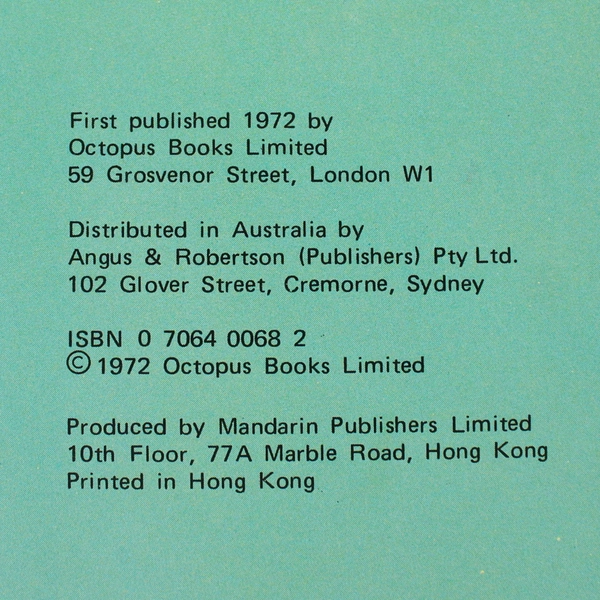 First published 1972 by
Octopus Books Limited
59 Grosvenor Street, London W1
Distributed in Australia by
Angus & Robertson (Publishers) Pty Ltd.
102 Glover Street, Cremorne, Sydney
ISBN 0 7064 0068 2
© 1972 Octopus Books Limited
Produced by Mandarin Publishers Limited
10th Floor, 77A Marble Road, Hong Kong
Printed in Hong Kong